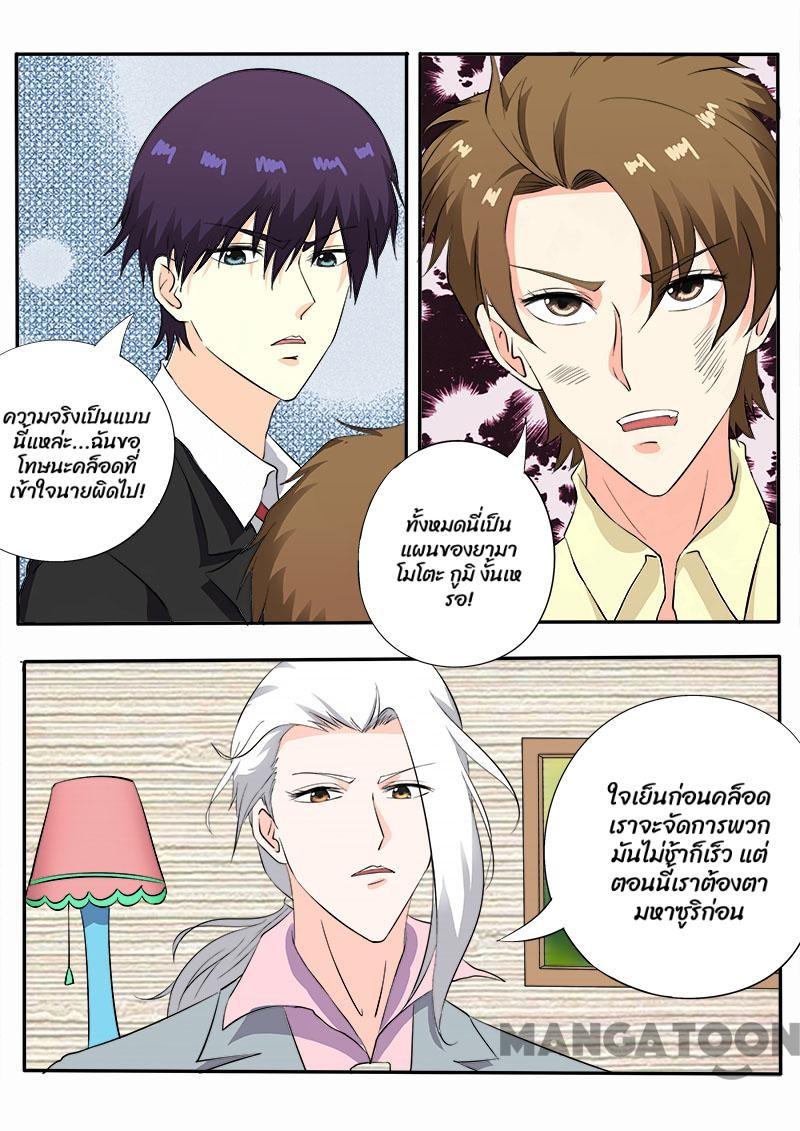 ความจริงเป็นแบบ
นี้แหล่ะ...ฉันขอ
โทษนะคล็อดที่
เข้าใจนายผิดไป!
ทั้งหมดนี่เป็น
แผนของยามา
โมโตะ กูมิ งั้นเห
รอ!
ใจเย็นก่อนคล็อด
เราจะจัดการพวก
มันไม่ช้าก็เร็ว แต่
ตอนนี้เราต้องตา
มหาซูริก่อน
MANGATOON